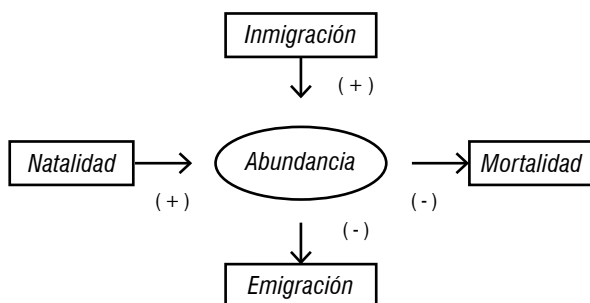 Inmigración
( + )
Natalidad
Abundancia
Mortalidad
( + )
( - )
( - )
Emigración